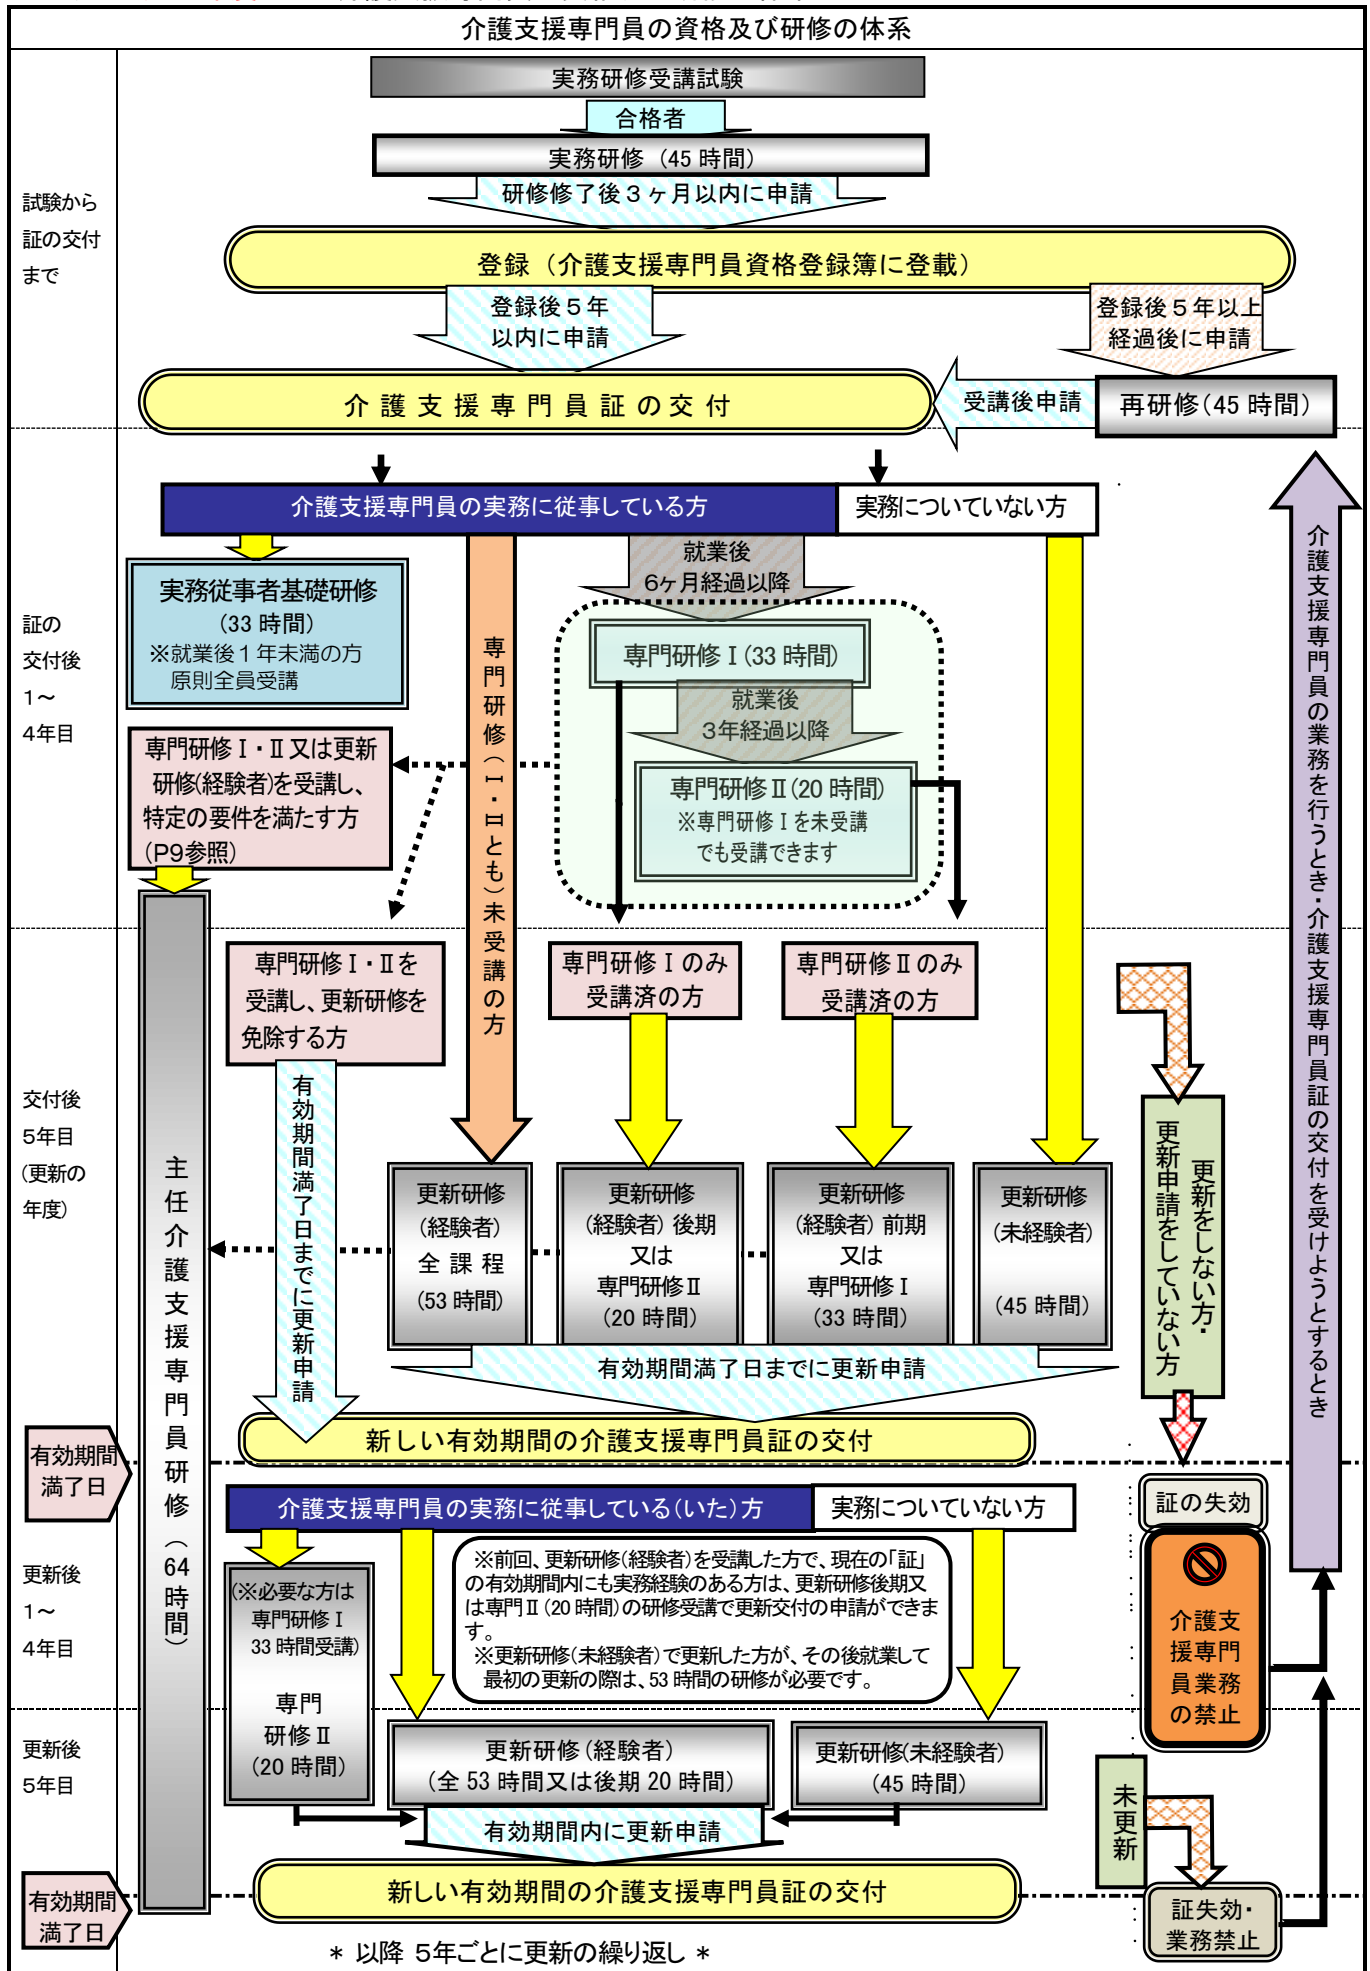 介護支援専門員の資格及び研修の体系
実務研修受講試験
合格者
実務研修（45 時間）
研修修了後３ヶ月以内に申請
試験から
証の交付
まで
登録（介護支援専門員資格登録簿に登載）
登録後５年
以内に申請
登録後５年以上
経過後に申請
介護支援専門員証の交付
受講後申請
再研修（45 時間）
介護支援専門員の実務に従事している方
実務についていない方
証の
交付後
１～
４年目
実務従事者基礎研修
（33 時間）
※就業後１年未満の方
原則全員受講
就業後
６ヶ月経過以降
専門研修Ⅰ（33 時間）
就業後
３年経過以降
専門研修Ⅱ（20 時間）
※専門研修Ⅰを未受講
でも受講できます
専門研修（Ⅰ・Ⅱとも）未受講の方
専門研修Ⅰ・Ⅱ又は更新
研修（経験者）を受講し、
特定の要件を満たす方
（P9参照）
介護支援専門員の業務を行うとき・介護支援専門員証の交付を受けようとするとき
交付後
５年目
（更新の
年度）
専門研修Ⅰ・Ⅱを
受講し、更新研修を
免除する方
専門研修Ⅰのみ
受講済の方
専門研修Ⅱのみ
受講済の方
有効期間満了日までに更新申請
主任介護支援専門員研修（64 時間）
更新研修
（経験者）
全 課 程
（53 時間）
更新研修
（経験者）後期
又は
専門研修Ⅱ
（20 時間）
更新研修
（経験者）前期
又は
専門研修Ⅰ
（33 時間）
更新研修
（未経験者）
（45 時間）
更新をしない方・
更新申請をしていない方
有効期間満了日までに更新申請
新しい有効期間の介護支援専門員証の交付
有効期間
満了日
証の失効
介護支援専門員の実務に従事している（いた）方
実務についていない方
更新後
１～
４年目
（※必要な方は
専門研修Ⅰ
33 時間受講）
専門
研修Ⅱ
（20 時間）
※前回、更新研修（経験者）を受講した方で、現在の「証」
の有効期間内にも実務経験のある方は、更新研修後期又
は専門Ⅱ（20 時間）の研修受講で更新交付の申請ができま
す。
※更新研修（未経験者）で更新した方が、その後就業して
最初の更新の際は、53 時間の研修が必要です。
介護支
援専門
員業務
の禁止
更新後
５年目
更新研修（経験者）
（全 53 時間又は後期 20 時間）
更新研修（未経験者）
（45 時間）
有効期間内に更新申請
未更新
新しい有効期間の介護支援専門員証の交付
有効期間
満了日
証失効・
業務禁止
＊ 以降 ５年ごとに更新の繰り返し ＊